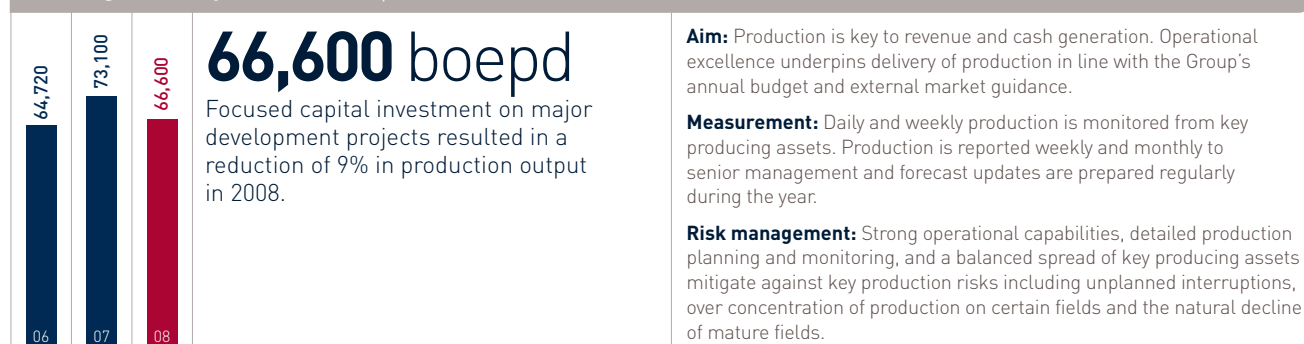 64,720
73,100
66,600
06
07
08
66,600 boepd
Focused capital investment on major
development projects resulted in a
reduction of 9% in production output
in 2008.
Aim: Production is key to revenue and cash generation. Operational
excellence underpins delivery of production in line with the Group’s
annual budget and external market guidance.
Measurement: Daily and weekly production is monitored from key
producing assets. Production is reported weekly and monthly to
senior management and forecast updates are prepared regularly
during the year.
Risk management: Strong operational capabilities, detailed production
planning and monitoring, and a balanced spread of key producing assets
mitigate against key production risks including unplanned interruptions,
over concentration of production on certain fields and the natural decline
of mature fields.